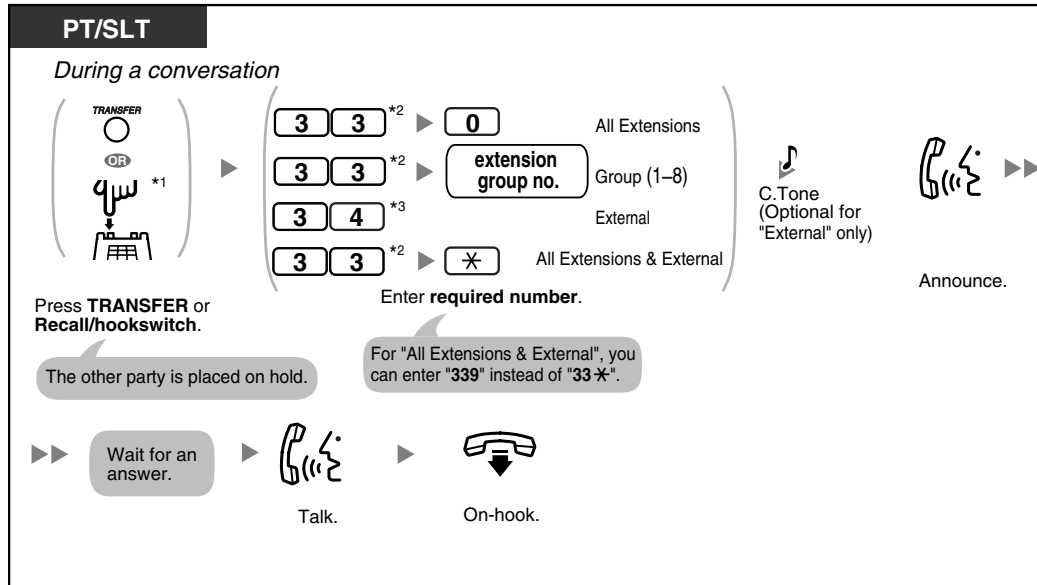 PT/SLT
During a conversation
TRANSFER
OR
*1
Press TRANSFER or
Recall/hookswitch.
The other party is placed on hold.
3 3 *2 0 All Extensions
3 3 *2 extension
group no. Group (1–8)
3 4 *3 External
3 3 *2 ✳ All Extensions & External
Enter required number.
For "All Extensions & External", you
can enter "339" instead of "33✳".
C.Tone
(Optional for
"External" only)
Announce.
Wait for an
answer.
Talk.
On-hook.